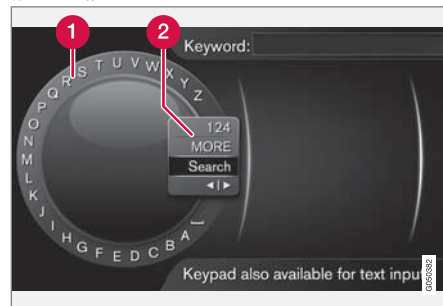 1
2
Keyword:
A B C D E F G H I J K L M N O P Q R S T U V W X Y Z
124
MORE
Search
◄|►
Keypad also available for text input
G050382